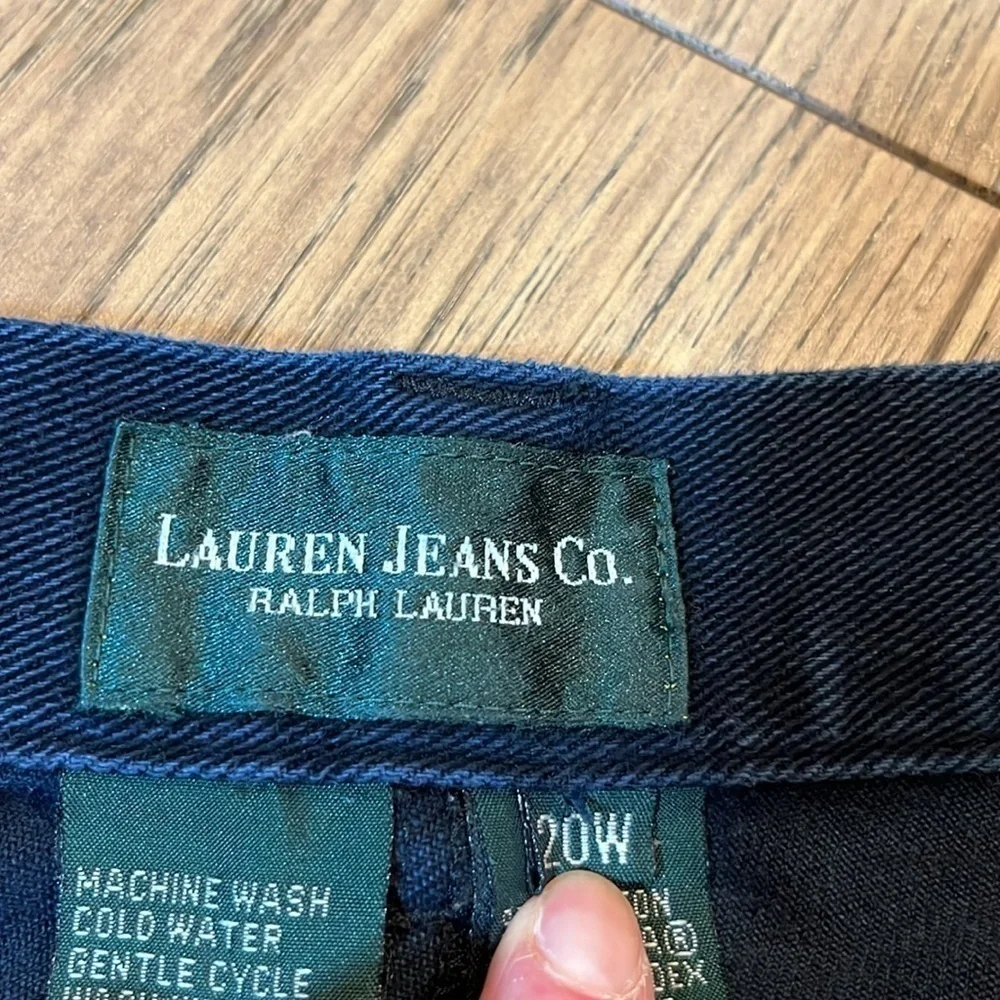 LAUREN JEANS CO.
RALPH LAUREN
MACHINE WASH
COLD WATER
GENTLE CYCLE
20W